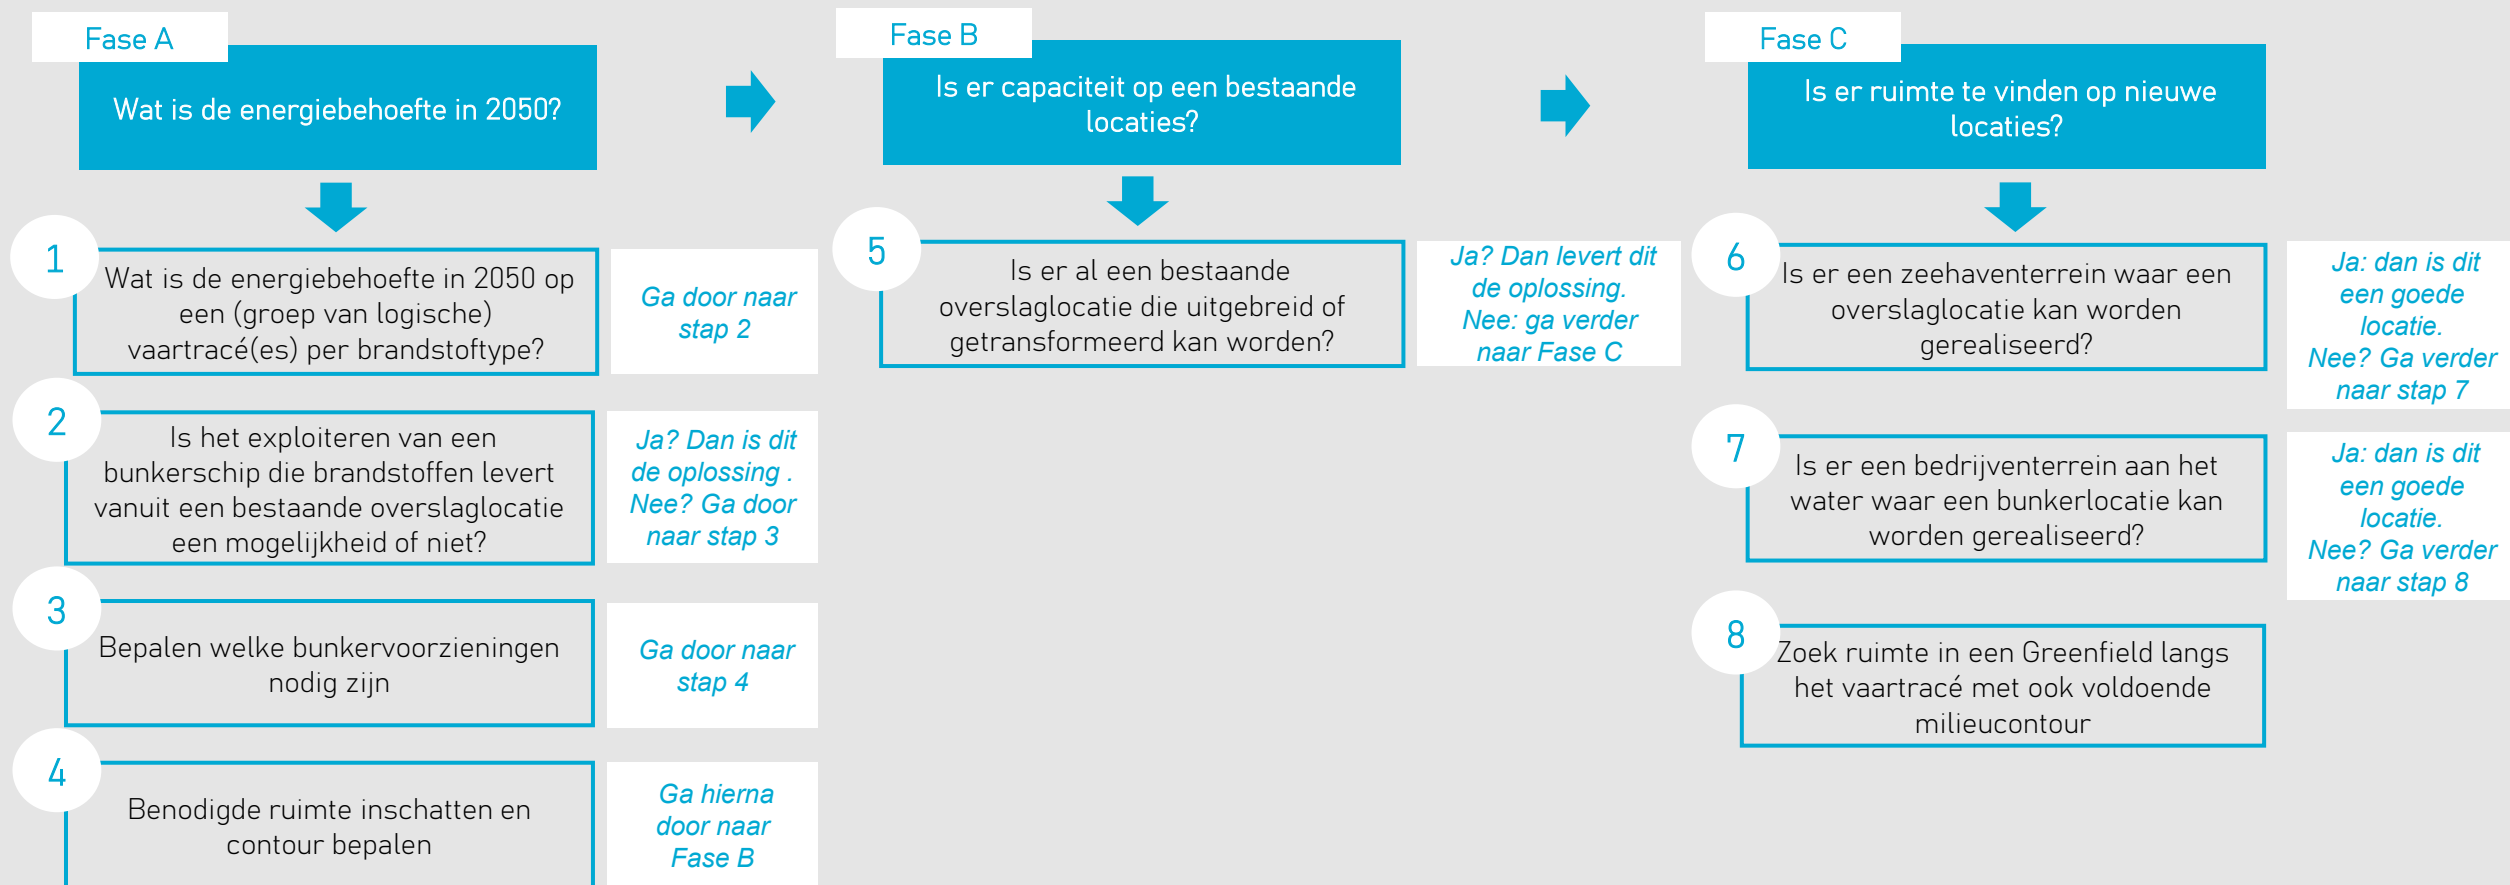 Fase A
Wat is de energiebehoefte in 2050?
1
Wat is de energiebehoefte in 2050 op
een (groep van logische)
vaartracé(es) per brandstoftype?
Ga door naar
stap 2
2
Is het exploiteren van een
bunkerschip die brandstoffen levert
vanuit een bestaande overslaglocatie
een mogelijkheid of niet?
Ja? Dan is dit
de oplossing .
Nee? Ga door
naar stap 3
3
Bepalen welke bunkervoorzieningen
nodig zijn
Ga door naar
stap 4
4
Benodigde ruimte inschatten en
contour bepalen
Ga hierna
door naar
Fase B
Fase B
Is er capaciteit op een bestaande
locaties?
5
Is er al een bestaande
overslaglocatie die uitgebreid of
getransformeerd kan worden?
Ja? Dan levert dit
de oplossing.
Nee: ga verder
naar Fase C
Fase C
Is er ruimte te vinden op nieuwe
locaties?
6
Is er een zeehaventerrein waar een
overslaglocatie kan worden
gerealiseerd?
Ja: dan is dit
een goede
locatie.
Nee? Ga verder
naar stap 7
7
Is er een bedrijventerrein aan het
water waar een bunkerlocatie kan
worden gerealiseerd?
Ja: dan is dit
een goede
locatie.
Nee? Ga verder
naar stap 8
8
Zoek ruimte in een Greenfield langs
het vaartracé met ook voldoende
milieucontour